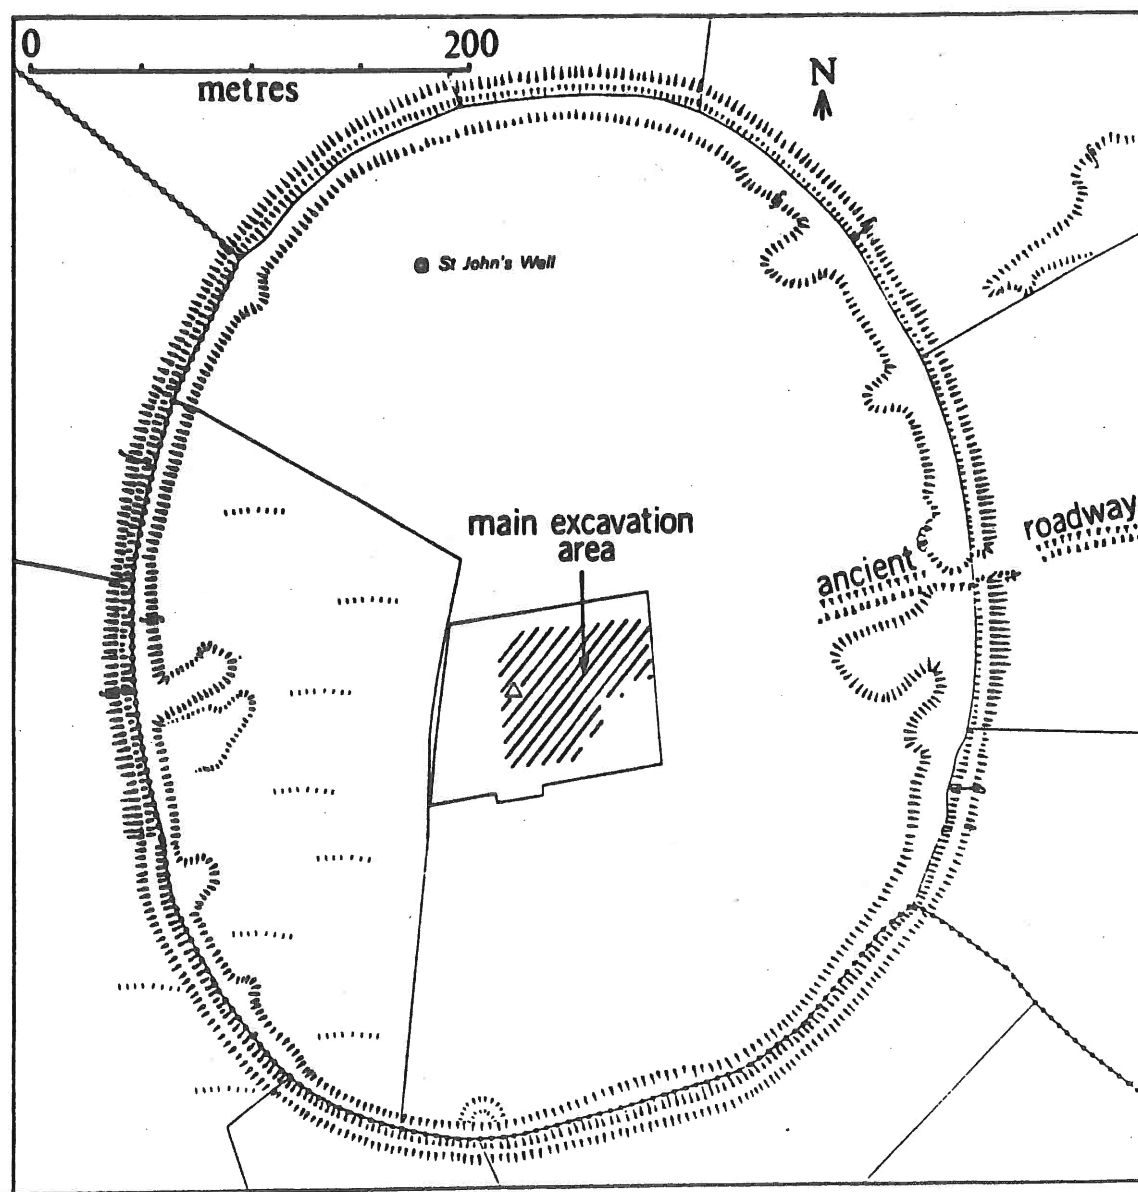 0 200
metres
N
St John's Well
main excavation
area
ancient
roadway